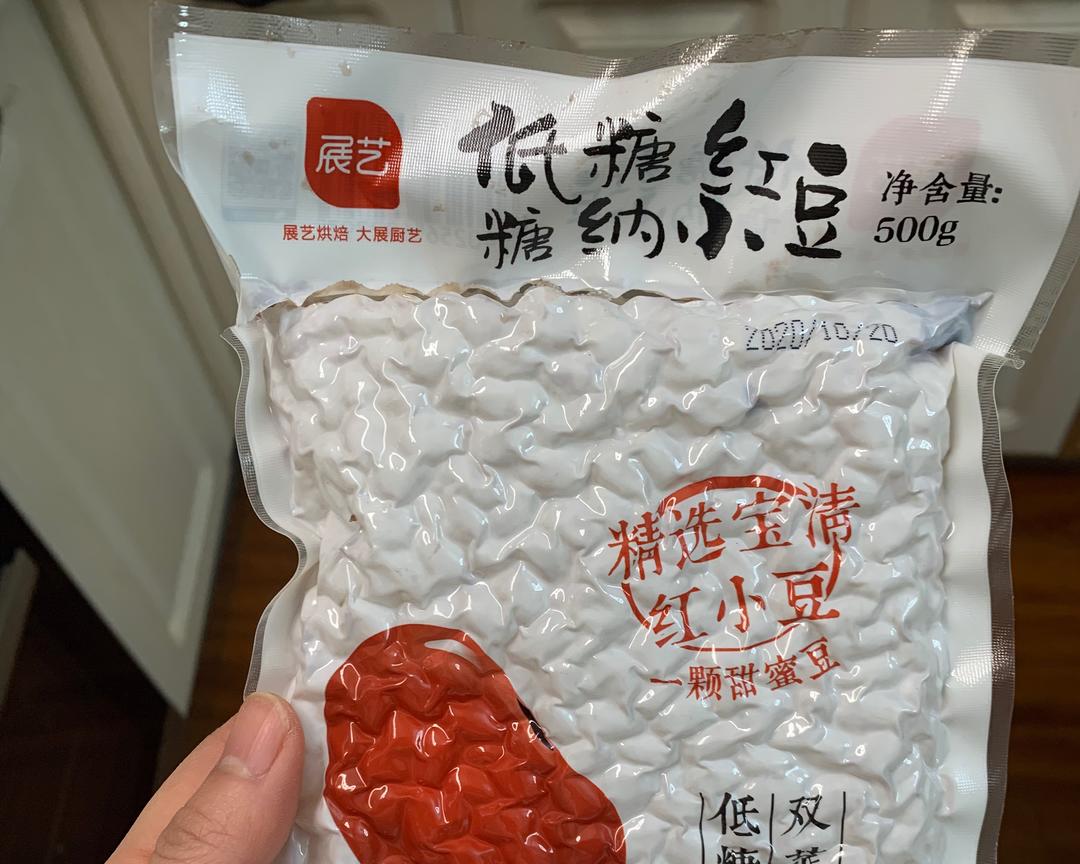 展艺
展艺烘焙 大展厨艺
低糖红
糖纳小豆
净含量:
500g
2020/10/20
精选宝清
红小豆
一颗甜蜜豆
双
低